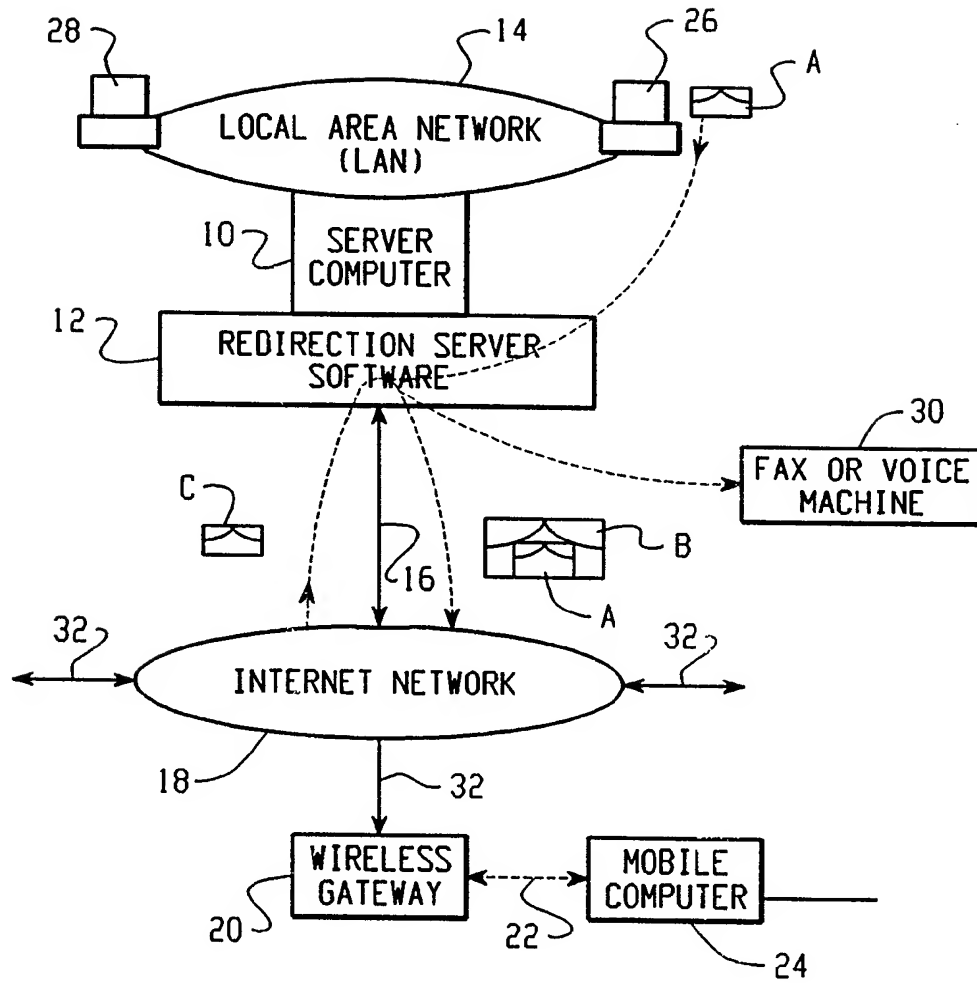 28
14
26
A
LOCAL AREA NETWORK
(LAN)
10
SERVER
COMPUTER
12
REDIRECTION SERVER
SOFTWARE
30
FAX OR VOICE
MACHINE
C
16
B
A
32
32
INTERNET NETWORK
18
32
WIRELESS
GATEWAY
MOBILE
COMPUTER
20
22
24